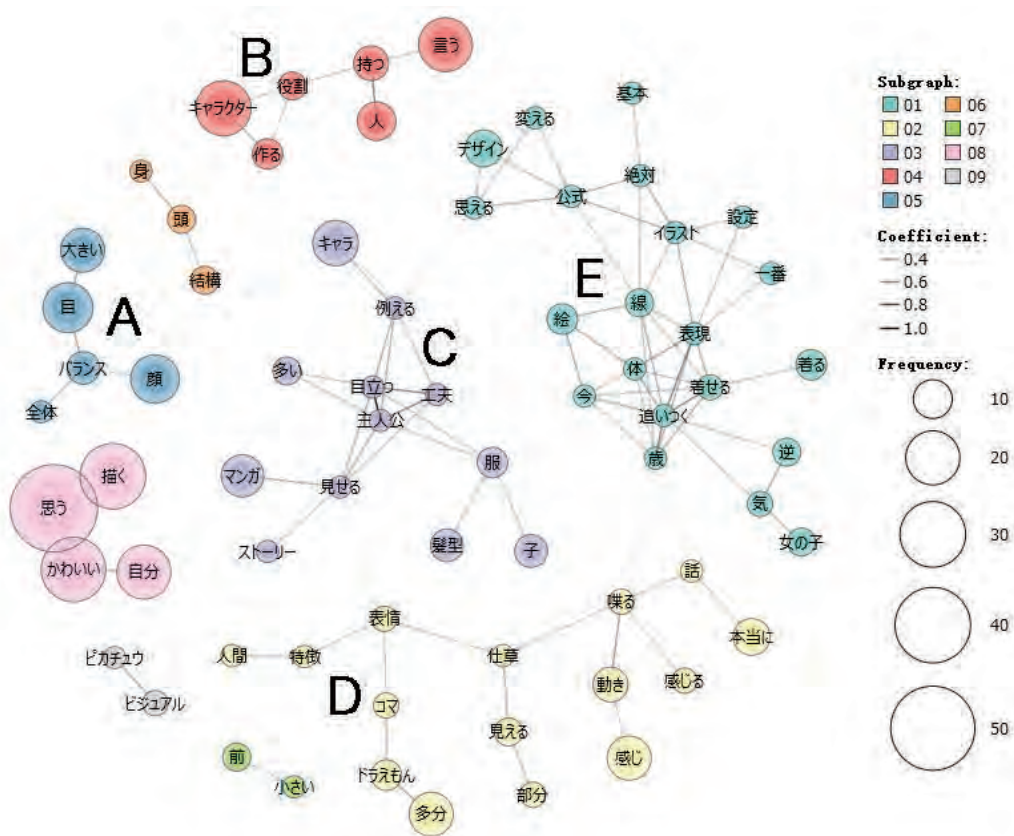 B
言う
持つ
役割
キャラクター
人
作る
身
頭
結構
大きい
目
A
バランス
顔
全体
思う
描く
かわいい
自分
ピカチュウ
ビジュアル
前
小さい
キャラ
例える
C
多い
目立つ
工夫
主人公
マンガ
見せる
服
ストーリー
髪型
子
基本
変える
デザイン
絶対
思える
公式
イラスト
設定
一番
E
絵
線
表現
体
着る
今
着せる
追いつく
歳
逆
気
女の子
話
喋る
表情
本当に
人間
特徴
仕草
D
動き
感じる
コマ
見える
感じ
ドラえもん
部分
多分
Subgraph:
01 06
02 07
03 08
04 09
05
Coefficient:
0.4
0.6
0.8
1.0
Frequency:
10
20
30
40
50